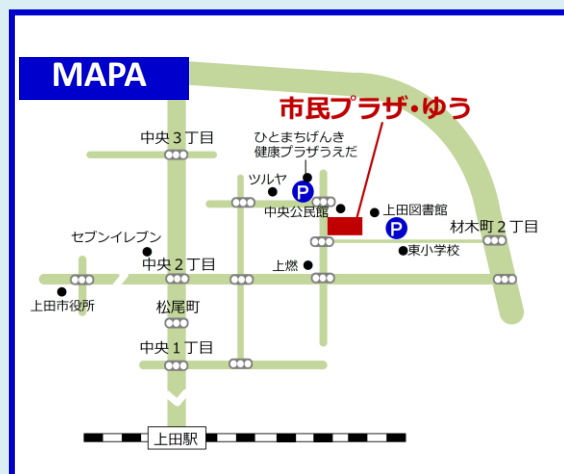 MAPA
市民プラザ・ゆう
中央３丁目
ひとまちげんき
健康プラザうえだ
ツルヤ
P
中央公民館
上田図書館
P
材木町２丁目
セブンイレブン
東小学校
中央２丁目
上燃
上田市役所
松尾町
中央１丁目
上田駅